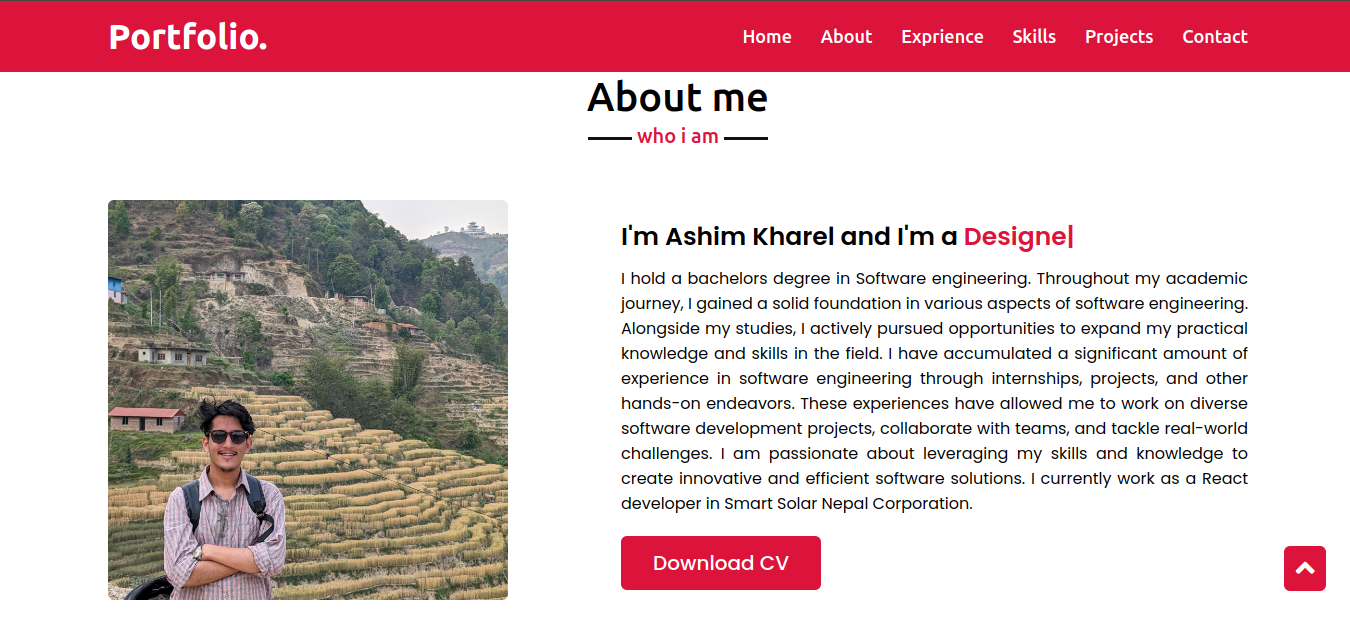 Portfolio.
Home About Exprience Skills Projects Contact
About me
who i am
I'm Ashim Kharel and I'm a Designe|
I hold a bachelors degree in Software engineering. Throughout my academic
journey, I gained a solid foundation in various aspects of software engineering.
Alongside my studies, I actively pursued opportunities to expand my practical
knowledge and skills in the field. I have accumulated a significant amount of
experience in software engineering through internships, projects, and other
hands-on endeavors. These experiences have allowed me to work on diverse
software development projects, collaborate with teams, and tackle real-world
challenges. I am passionate about leveraging my skills and knowledge to
create innovative and efficient software solutions. I currently work as a React
developer in Smart Solar Nepal Corporation.
Download CV